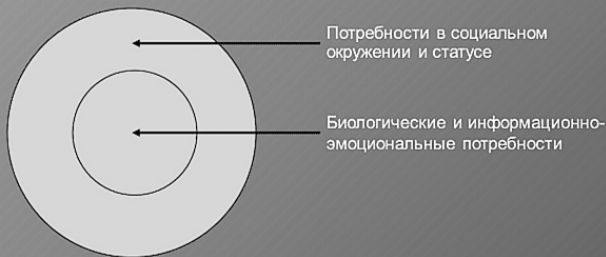 Потребности в социальном
окружении и статусе
Биологические и информационно-
эмоциональные потребности